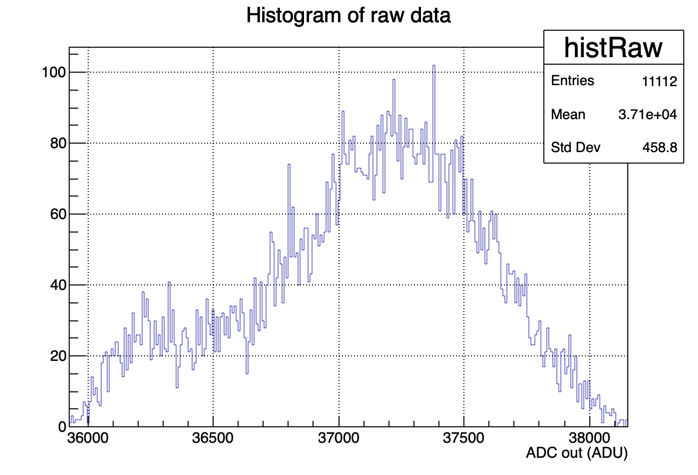 Histogram of raw data
histRaw
Entries 11112
Mean 3.71e+04
Std Dev 458.8
100
80
60
40
20
0
36000 36500 37000 37500 38000
ADC out (ADU)